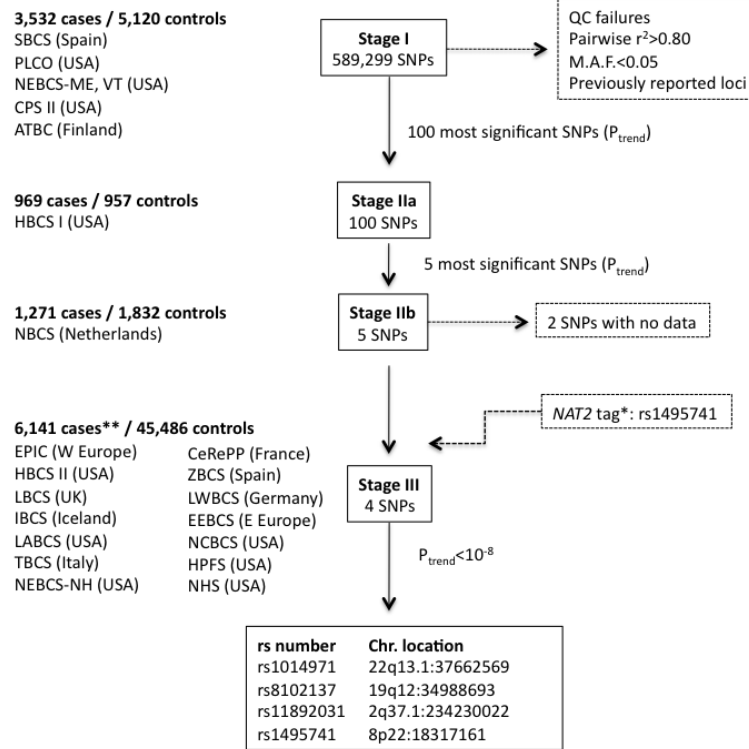 3,532 cases / 5,120 controls
SBCS (Spain)
PLCO (USA)
NEBCS-ME, VT (USA)
CPS II (USA)
ATBC (Finland)
Stage I
589,299 SNPs
QC failures
Pairwise r²>0.80
M.A.F.<0.05
Previously reported loci
100 most significant SNPs (Ptrend)
969 cases / 957 controls
HBCS I (USA)
Stage IIa
100 SNPs
5 most significant SNPs (Ptrend)
1,271 cases / 1,832 controls
NBCS (Netherlands)
Stage IIb
5 SNPs
2 SNPs with no data
NAT2 tag*: rs1495741
6,141 cases** / 45,486 controls
EPIC (W Europe)
HBCS II (USA)
LBCS (UK)
IBCS (Iceland)
LABCS (USA)
TBCS (Italy)
NEBCS-NH (USA)
CeRePP (France)
ZBCS (Spain)
LWBCS (Germany)
EEBCS (E Europe)
NCBCS (USA)
HPFS (USA)
NHS (USA)
Stage III
4 SNPs
Ptrend<10⁻⁸
rs number Chr. location
rs1014971 22q13.1:37662569
rs8102137 19q12:34988693
rs11892031 2q37.1:234230022
rs1495741 8p22:18317161